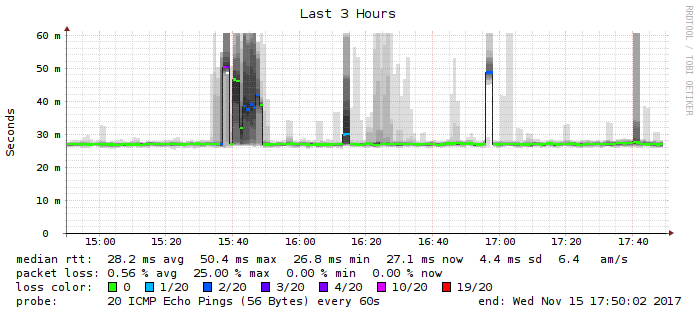 Last 3 Hours
RRDTOOL / TOBI OETIKER
Seconds
60 m
50 m
40 m
30 m
20 m
10 m
0
15:00 15:20 15:40 16:00 16:20 16:40 17:00 17:20 17:40
median rtt: 28.2 ms avg 50.4 ms max 26.8 ms min 27.1 ms now 4.4 ms sd 6.4 am/s
packet loss: 0.56 % avg 25.00 % max 0.00 % min 0.00 % now
loss color: 0 1/20 2/20 3/20 4/20 10/20 19/20
probe: 20 ICMP Echo Pings (56 Bytes) every 60s end: Wed Nov 15 17:50:02 2017